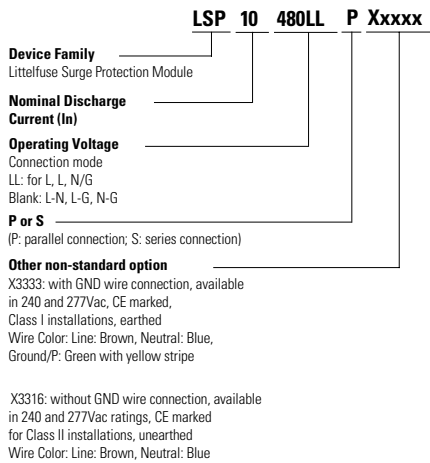 LSP 10 480LL P Xxxxx
Device Family
Littelfuse Surge Protection Module
Nominal Discharge
Current (In)
Operating Voltage
Connection mode
LL: for L, L, N/G
Blank: L-N, L-G, N-G
P or S
(P: parallel connection; S: series connection)
Other non-standard option
X3333: with GND wire connection, available
in 240 and 277Vac, CE marked,
Class I installations, earthed
Wire Color: Line: Brown, Neutral: Blue,
Ground/P: Green with yellow stripe
X3316: without GND wire connection, available
in 240 and 277Vac ratings, CE marked
for Class II installations, unearthed
Wire Color: Line: Brown, Neutral: Blue